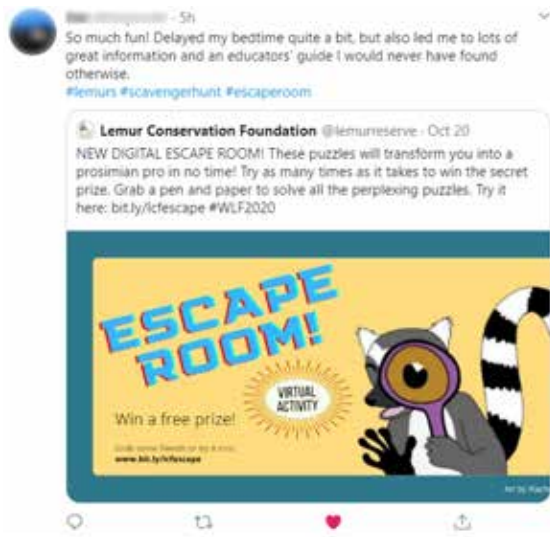 5h
So much fun! Delayed my bedtime quite a bit, but also led me to lots of
great information and an educators' guide I would never have found
otherwise.
#lemurs #scavengerhunt #escaperoom
Lemur Conservation Foundation @lemurreserve · Oct 20
NEW DIGITAL ESCAPE ROOM! These puzzles will transform you into a
prosimian pro in no time! Try as many times as it takes to win the secret
prize. Grab a pen and paper to solve all the perplexing puzzles. Try it
here: bit.ly/lcfescape #WLF2020
ESCAPE
ROOM!
VIRTUAL
ACTIVITY
Win a free prize!
www.bit.ly/lcfescape
Art by